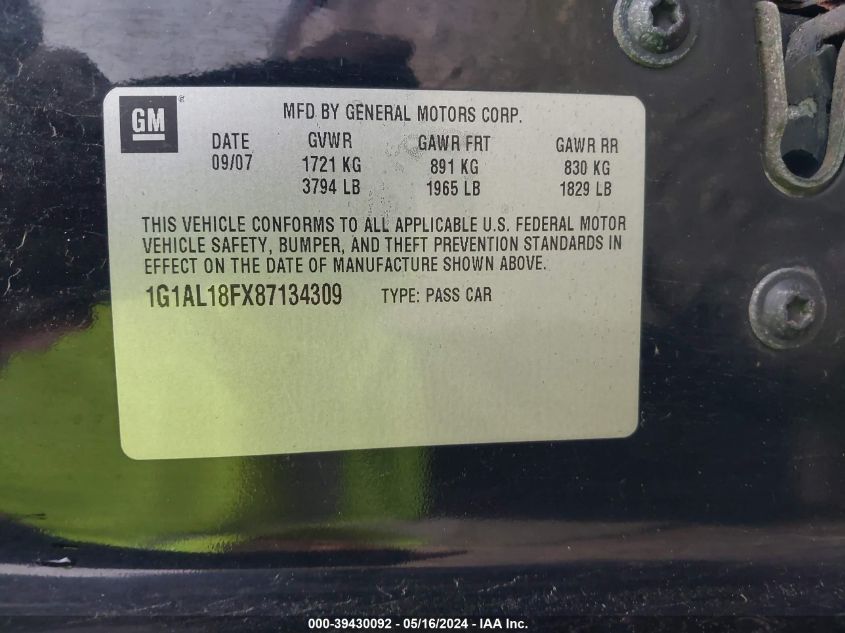 GM ®
MFD BY GENERAL MOTORS CORP.
DATE GVWR GAWR FRT GAWR RR
09/07 1721 KG 891 KG 830 KG
3794 LB 1965 LB 1829 LB
THIS VEHICLE CONFORMS TO ALL APPLICABLE U.S. FEDERAL MOTOR
VEHICLE SAFETY, BUMPER, AND THEFT PREVENTION STANDARDS IN
EFFECT ON THE DATE OF MANUFACTURE SHOWN ABOVE.
1G1AL18FX87134309 TYPE: PASS CAR
000-39430092 - 05/16/2024 - IAA Inc.